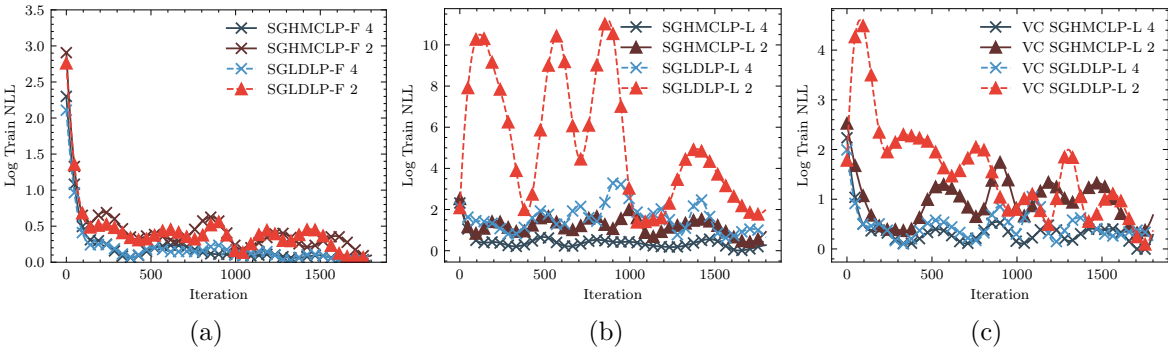 3.5
3.0
2.5
2.0
1.5
1.0
0.5
0.0
Log Train NLL
0 500 1000 1500
Iteration
SGHMCLP-F 4
SGHMCLP-F 2
SGLDLP-F 4
SGLDLP-F 2
(a)
10
8
6
4
2
0
Log Train NLL
0 500 1000 1500
Iteration
SGHMCLP-L 4
SGHMCLP-L 2
SGLDLP-L 4
SGLDLP-L 2
(b)
4
3
2
1
0
Log Train NLL
0 500 1000 1500
Iteration
VC SGHMCLP-L 4
VC SGHMCLP-L 2
VC SGLDLP-L 4
VC SGLDLP-L 2
(c)